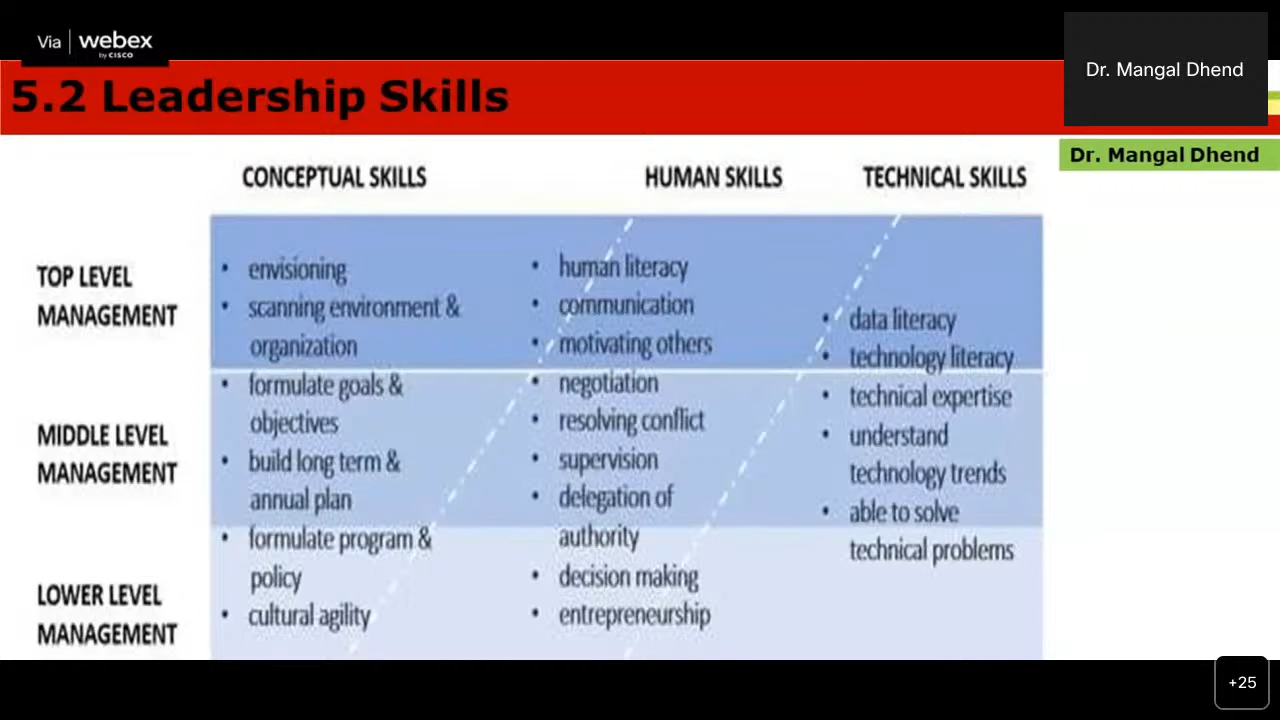 Via webex
by CISCO
Dr. Mangal Dhend
5.2 Leadership Skills
Dr. Mangal Dhend
CONCEPTUAL SKILLS
HUMAN SKILLS
TECHNICAL SKILLS
TOP LEVEL
MANAGEMENT
MIDDLE LEVEL
MANAGEMENT
LOWER LEVEL
MANAGEMENT
• envisioning
• scanning environment &
organization
• formulate goals &
objectives
• build long term &
annual plan
• formulate program &
policy
• cultural agility
• human literacy
• communication
• motivating others
• negotiation
• resolving conflict
• supervision
• delegation of
authority
• decision making
• entrepreneurship
• data literacy
• technology literacy
• technical expertise
• understand
technology trends
• able to solve
technical problems
+25